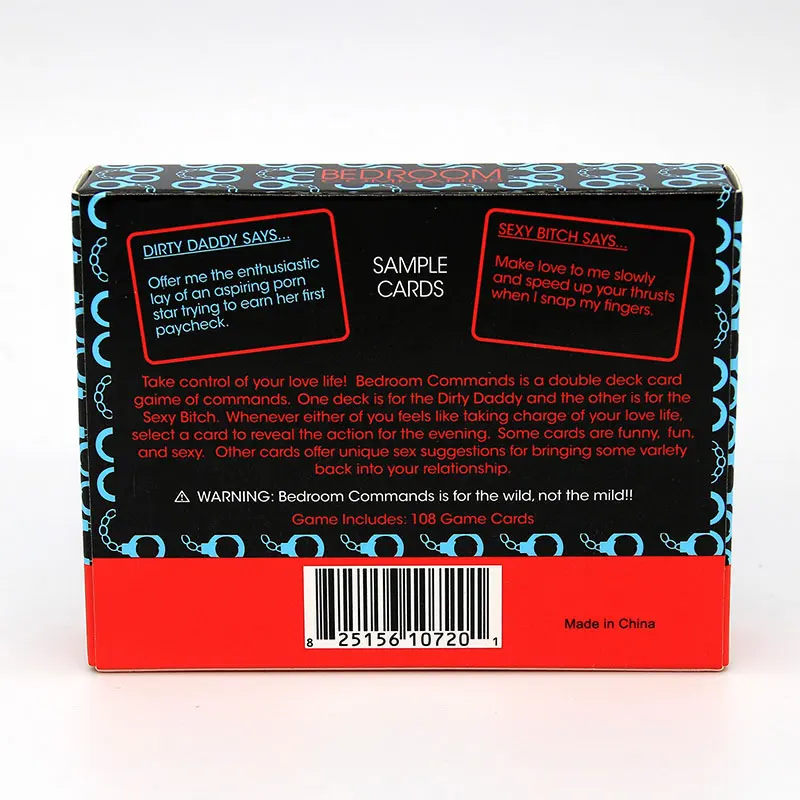 BEDROOM
DIRTY DADDY SAYS...
Offer me the enthusiastic
lay of an aspiring porn
star trying to earn her first
paycheck.
SAMPLE
CARDS
SEXY BITCH SAYS...
Make love to me slowly
and speed up your thrusts
when I snap my fingers.
Take control of your love life! Bedroom Commands is a double deck card
gaime of commands. One deck is for the Dirty Daddy and the other is for the
Sexy Bitch. Whenever either of you feels like taking charge of your love life,
select a card to reveal the action for the evening. Some cards are funny, fun,
and sexy. Other cards offer unique sex suggestions for bringing some varlety
back into your relationship.
⚠ WARNING: Bedroom Commands is for the wild, not the mild!!
Game Includes: 108 Game Cards
8 25156 10720 1
Made in China